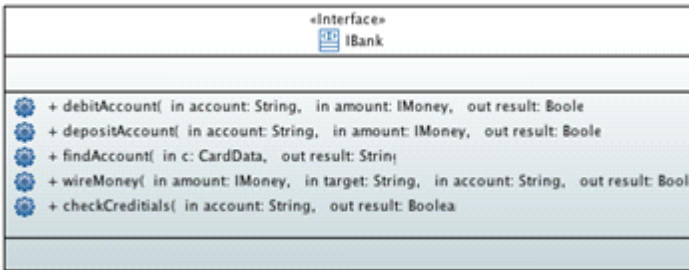 «Interface»
IBank
+ debitAccount( in account: String, in amount: IMoney, out result: Boole
+ depositAccount( in account: String, in amount: IMoney, out result: Boole
+ findAccount( in c: CardData, out result: Strin
+ wireMoney( in amount: IMoney, in target: String, in account: String, out result: Bool
+ checkCreditials( in account: String, out result: Boolea